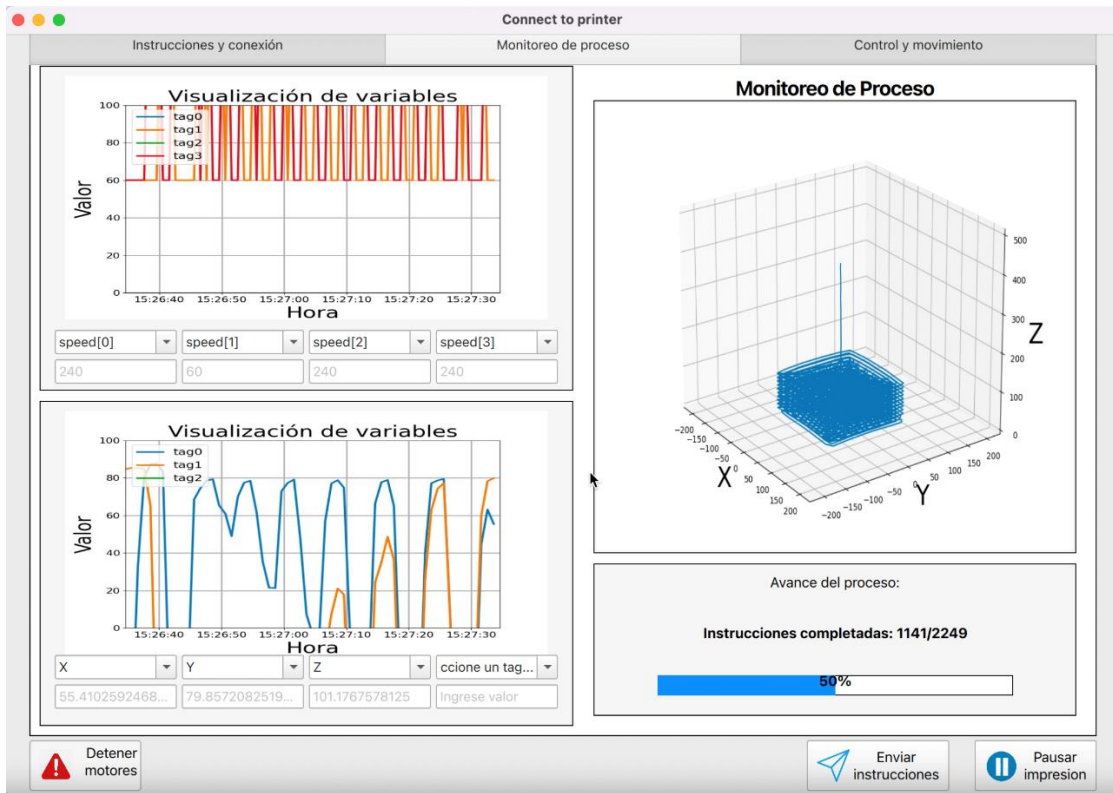 Connect to printer
Instrucciones y conexión
Monitoreo de proceso
Control y movimiento
Visualización de variables
100
80
60
40
20
0
Valor
tag0
tag1
tag2
tag3
15:26:40 15:26:50 15:27:00 15:27:10 15:27:20 15:27:30
Hora
speed[0] speed[1] speed[2] speed[3]
240 60 240 240
Visualización de variables
100
80
60
40
20
0
Valor
tag0
tag1
tag2
15:26:40 15:26:50 15:27:00 15:27:10 15:27:20 15:27:30
Hora
X Y Z ccione un tag...
55.4102592468... 79.8572082519... 101.1767578125 Ingrese valor
Monitoreo de Proceso
500
400
300
200
100
0
Z
−200
−150
−100
−50
0
50
100
150
200
X
−200
−150
−100
−50
0
50
100
150
200
Y
Avance del proceso:
Instrucciones completadas: 1141/2249
50%
Detener
motores
Enviar
instrucciones
Pausar
impresion